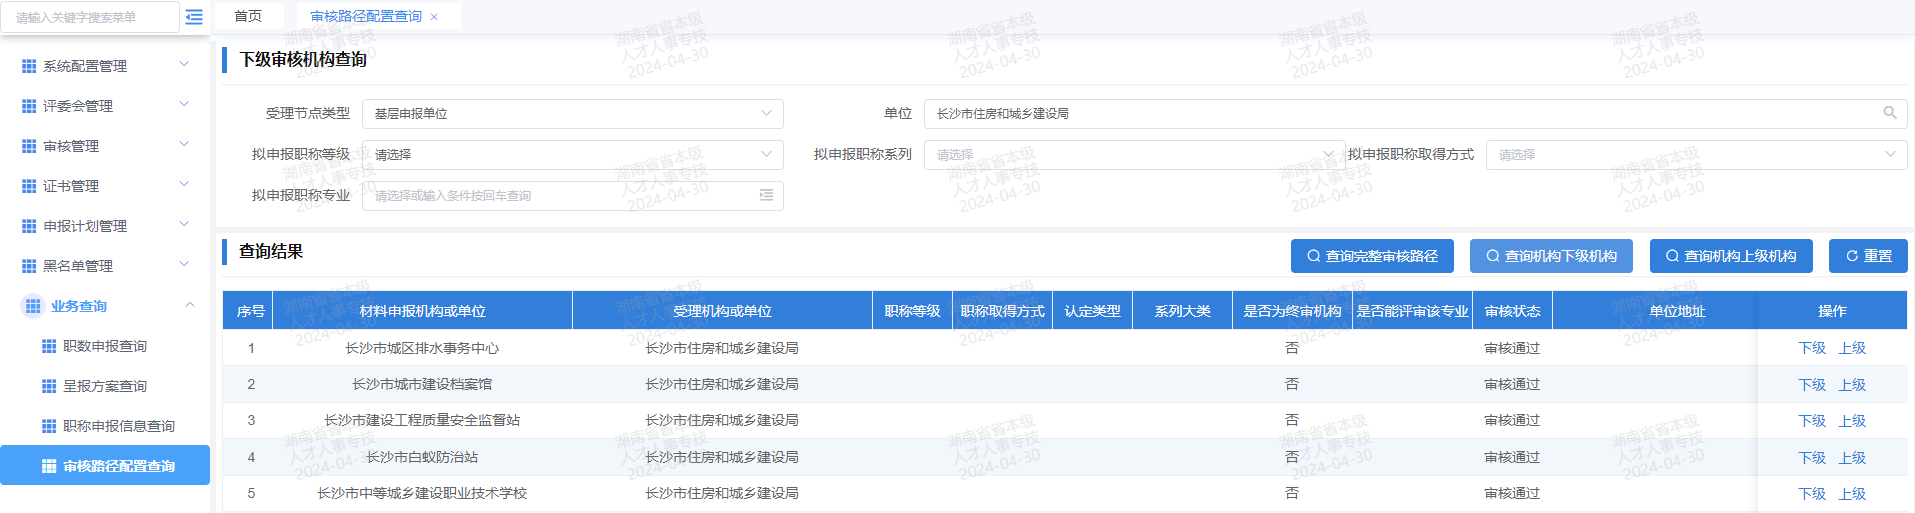 请输入关键字搜索菜单
首页
审核路径配置查询 ×
系统配置管理
评委会管理
审核管理
证书管理
申报计划管理
黑名单管理
业务查询
职数申报查询
呈报方案查询
职称申报信息查询
审核路径配置查询
下级审核机构查询
受理节点类型 基层申报单位 单位 长沙市住房和城乡建设局
拟申报职称等级 请选择 拟申报职称系列 请选择 拟申报职称取得方式 请选择
拟申报职称专业 请选择或输入条件按回车查询
查询结果 查询完整审核路径 查询机构下级机构 查询机构上级机构 重置
序号 材料申报机构或单位 受理机构或单位 职称等级 职称取得方式 认定类型 系列大类 是否为终审机构 是否能评审该专业 审核状态 单位地址 操作
1 长沙市城区排水事务中心 长沙市住房和城乡建设局 否 审核通过 下级 上级
2 长沙市城市建设档案馆 长沙市住房和城乡建设局 否 审核通过 下级 上级
3 长沙市建设工程质量安全监督站 长沙市住房和城乡建设局 否 审核通过 下级 上级
4 长沙市白蚁防治站 长沙市住房和城乡建设局 否 审核通过 下级 上级
5 长沙市中等城乡建设职业技术学校 长沙市住房和城乡建设局 否 审核通过 下级 上级
湖南省省本级
人才人事专技
2024-04-30